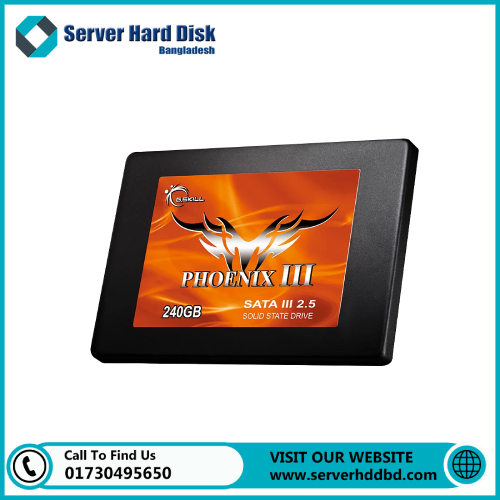 Server Hard Disk
Bangladesh
G.SKILL
PHOENIX III
SATA III 2.5
240GB
SOLID STATE DRIVE
Call To Find Us
01730495650
VISIT OUR WEBSITE
www.serverhddbd.com